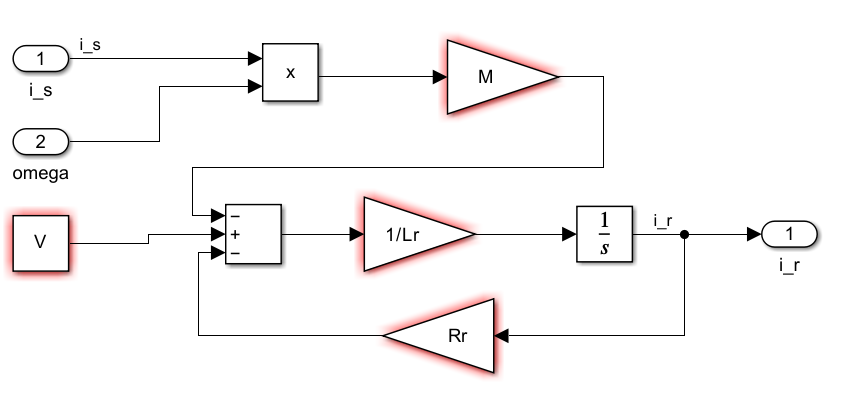 i_s
1
x
M
i_s
2
omega
−
V
+
1/Lr
1
s
i_r
1
−
i_r
Rr